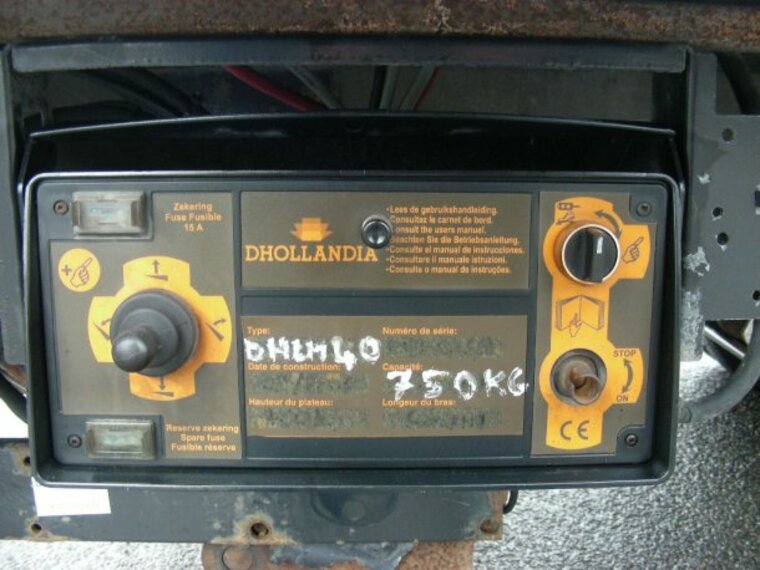 Zekering
Fuse Fusible
15 A
DHOLLANDIA
•Lees de gebruikshandleiding.
•Consultez le carnet de bord.
Consult the users manual.
Beachten Sie die Betriebsanleitung.
•Consulte el manual de instrucciones.
•Consultare il manuale istruzioni.
•Consulte o manual de instruções.
Type:
DHLM40
Numéro de série:
Date de construction:
Capacité:
750KG
Hauteur du plateau:
Longeur du bras:
Reserve zekering
Spare fuse
Fusible réserve
STOP
ON
CE